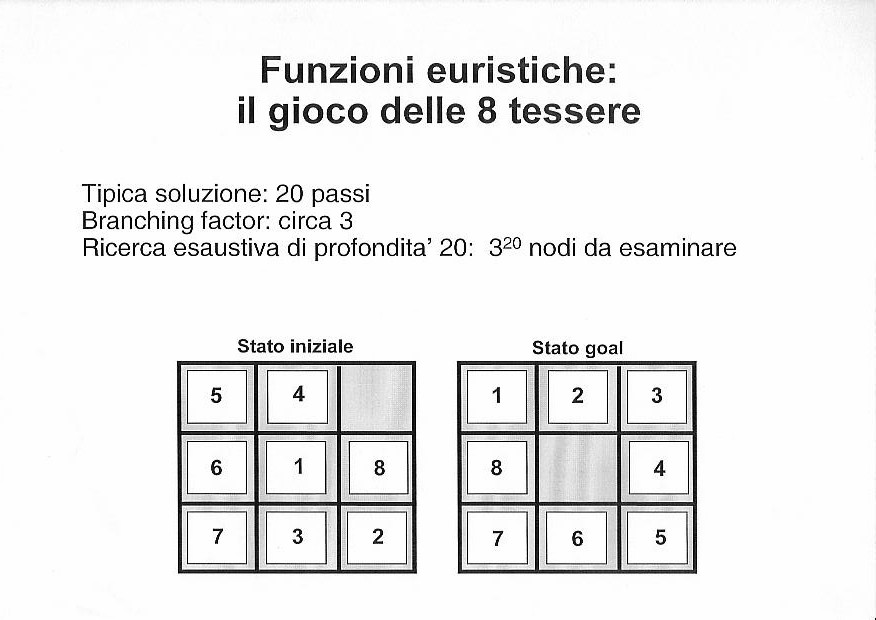 Funzioni euristiche:
il gioco delle 8 tessere
Tipica soluzione: 20 passi
Branching factor: circa 3
Ricerca esaustiva di profondita' 20: 3²⁰ nodi da esaminare
Stato iniziale
5 4
6 1 8
7 3 2
Stato goal
1 2 3
8 4
7 6 5